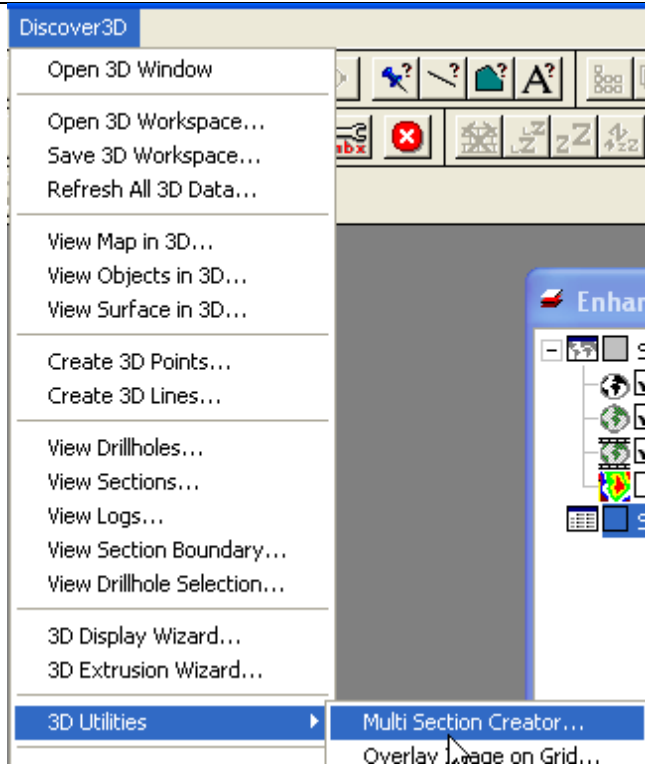 Discover3D
Open 3D Window
Open 3D Workspace...
Save 3D Workspace...
Refresh All 3D Data...
View Map in 3D...
View Objects in 3D...
View Surface in 3D...
Create 3D Points...
Create 3D Lines...
View Drillholes...
View Sections...
View Logs...
View Section Boundary...
View Drillhole Selection...
3D Display Wizard...
3D Extrusion Wizard...
3D Utilities
Multi Section Creator...
Overlay Image on Grid...